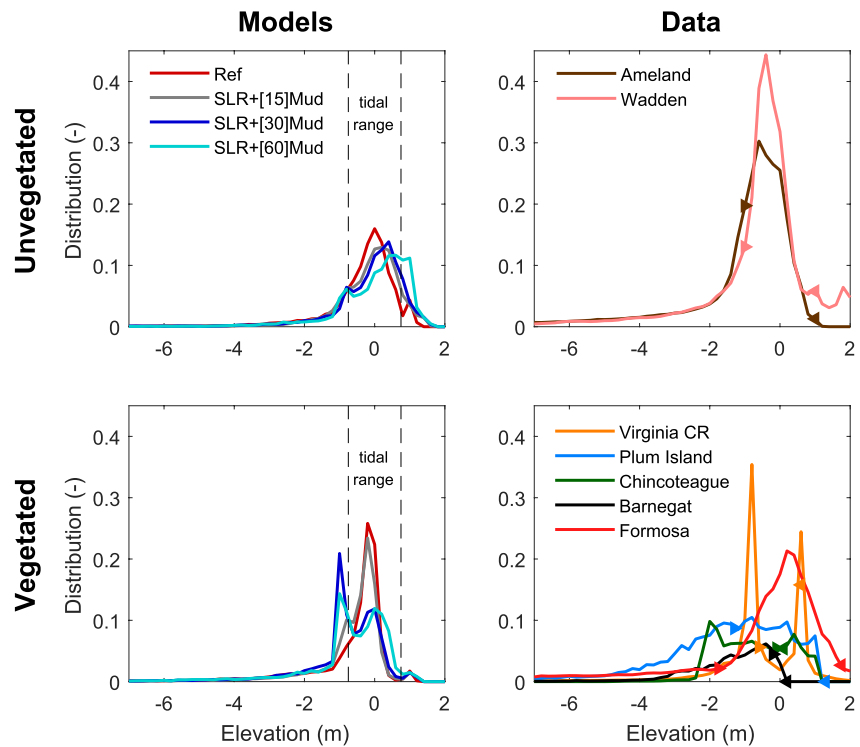 Models
Data
Unvegetated
Distribution (-)
0.4
0.3
0.2
0.1
0
Ref
SLR+[15]Mud
SLR+[30]Mud
SLR+[60]Mud
tidal
range
-6
-4
-2
0
2
0.4
0.3
0.2
0.1
0
Ameland
Wadden
-6
-4
-2
0
2
Vegetated
Distribution (-)
0.4
0.3
0.2
0.1
0
tidal
range
-6
-4
-2
0
2
Elevation (m)
0.4
0.3
0.2
0.1
0
Virginia CR
Plum Island
Chincoteague
Barnegat
Formosa
-6
-4
-2
0
2
Elevation (m)